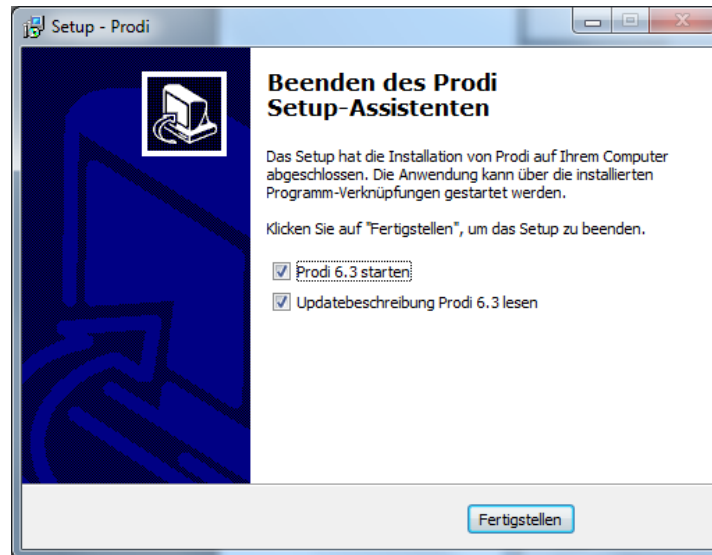 Setup - Prodi
Beenden des Prodi
Setup-Assistenten
Das Setup hat die Installation von Prodi auf Ihrem Computer
abgeschlossen. Die Anwendung kann über die installierten
Programm-Verknüpfungen gestartet werden.
Klicken Sie auf "Fertigstellen", um das Setup zu beenden.
Prodi 6.3 starten
Updatebeschreibung Prodi 6.3 lesen
Fertigstellen